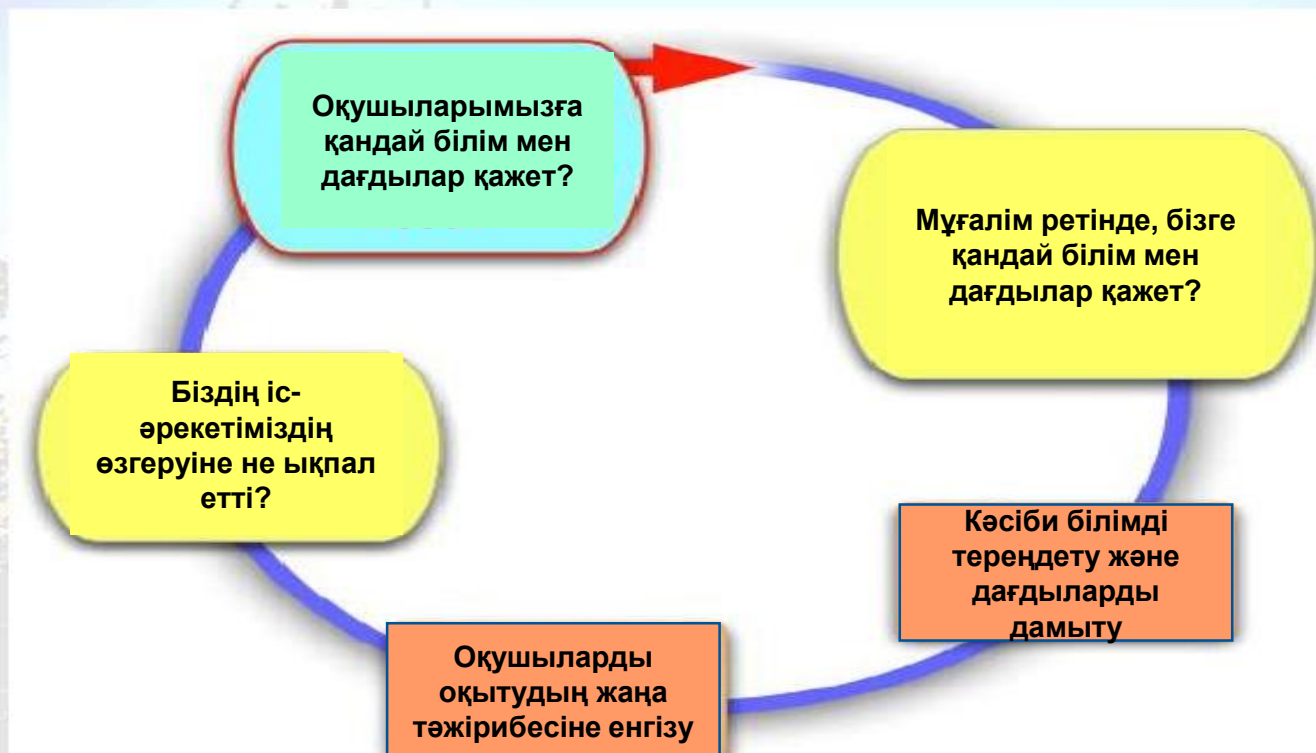 Оқушыларымызға
қандай білім мен
дағдылар қажет?
Мұғалім ретінде, бізге
қандай білім мен
дағдылар қажет?
Кәсіби білімді
тереңдету және
дағдыларды
дамыту
Оқушыларды
оқытудың жаңа
тәжірибесіне енгізу
Біздің іс-
әрекетіміздің
өзгеруіне не ықпал
етті?